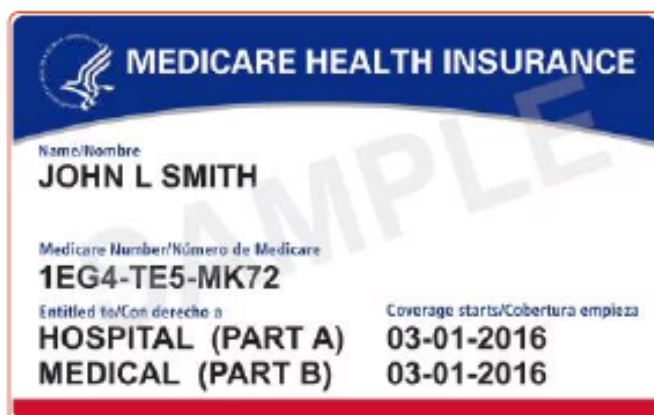 MEDICARE HEALTH INSURANCE
Name/Nombre
JOHN L SMITH
Medicare Number/Número de Medicare
1EG4-TE5-MK72
Entitled to/Con derecho a Coverage starts/Cobertura empieza
HOSPITAL (PART A) 03-01-2016
MEDICAL (PART B) 03-01-2016
SAMPLE